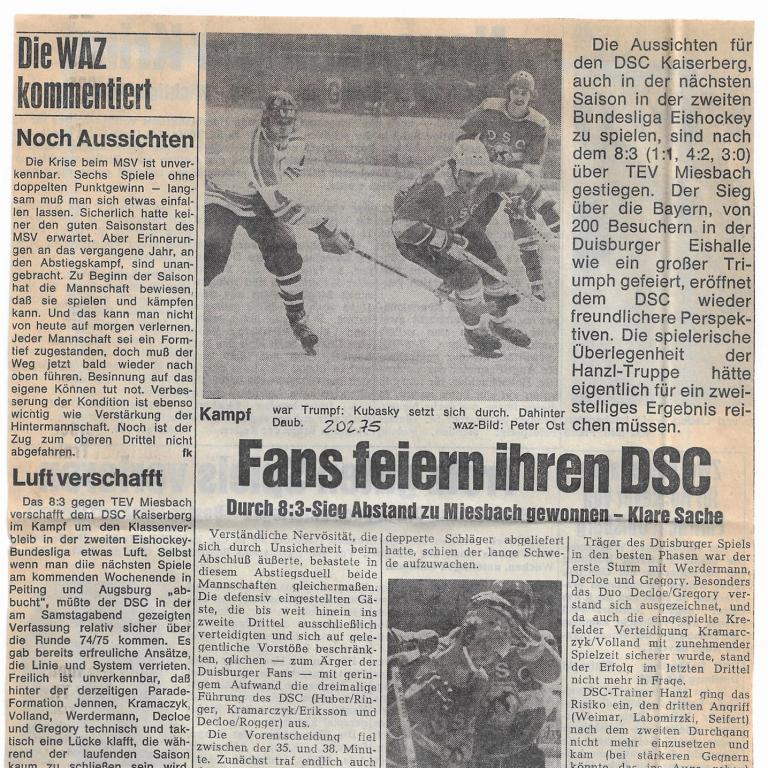 Die WAZ
kommentiert
Noch Aussichten
Die Krise beim MSV ist unver-
kennbar. Sechs Spiele ohne
doppelten Punktgewinn – lang-
sam muß man sich etwas einfal-
len lassen. Sicherlich hatte kei-
ner den guten Saisonstart des
MSV erwartet. Aber Erinnerun-
gen an das vergangene Jahr, an
den Abstiegskampf, sind unan-
gebracht. Zu Beginn der Saison
hat die Mannschaft bewiesen,
daß sie spielen und kämpfen
kann. Und das kann man nicht
von heute auf morgen verlernen.
Jeder Mannschaft sei ein Form-
tief zugestanden, doch muß der
Weg jetzt bald wieder nach
oben führen. Besinnung auf das
eigene Können tut not. Verbes-
serung der Kondition ist ebenso
wichtig wie Verstärkung der
Hintermannschaft. Noch ist der
Zug zum oberen Drittel nicht
abgefahren. fk
Luft verschafft
Das 8:3 gegen TEV Miesbach
verschafft dem DSC Kaiserberg
im Kampf um den Klassenver-
bleib in der zweiten Eishockey-
Bundesliga etwas Luft. Selbst
wenn man diie nächsten Spiele
am kommenden Wochenende in
Peiting und Augsburg „ab-
bucht", müßte der DSC in der
am Samstagabend gezeigten
Verfassung relativ sicher über
die Runde 74/75 kommen. Es
gab bereits erfreuliche Ansätze,
die Linie und System verrieten.
Freilich ist unverkennbar, daß
hinter der derzeitigen Parade-
Formation Jennen, Kramaczyk,
Volland, Werdermann, Decloe
und Gregory technisch und tak-
tisch eine Lücke klafft, die wäh-
rend der laufenden Saison
kaum zu schließen sein wird
DSC
DSC
Kampf war Trumpf: Kubasky setzt sich durch. Dahinter
Daub. 2.02.75 WAZ-Bild: Peter Ost
Die Aussichten für
den DSC Kaiserberg,
auch in der nächsten
Saison in der zweiten
Bundesliga Eishockey
zu spielen, sind nach
dem 8:3 (1:1, 4:2, 3:0)
über TEV Miesbach
gestiegen. Der Sieg
über die Bayern, von
200 Besuchern in der
Duisburger Eishalle
wie ein großer Tri-
umph gefeiert, eröffnet
dem DSC wieder
freundlichere Perspek-
tiven. Die spielerische
Überlegenheit der
Hanzl-Truppe hätte
eigentlich für ein zwei-
stelliges Ergebnis rei-
chen müssen.
Fans feiern ihren DSC
Durch 8:3-Sieg Abstand zu Miesbach gewonnen – Klare Sache
Verständliche Nervösität, die
sich durch Unsicherheit beim
Abschluß äußerte, belastete in
diesem Abstiegsduell beide
Mannschaften gleichermaßen.
Die defensiv eingestellten Gä-
ste, die bis weit hinein ins
zweite Drittel ausschließlich
verteidigten und sich auf gele-
gentliche Vorstöße beschränk-
ten, glichen — zum Ärger der
Duisburger Fans — mit gerin-
gem Aufwand die dreimalige
Führung des DSC (Huber/Rin-
ger, Kramarczyk/Eriksson und
Decloe/Rogger) aus.
Die Vorentscheidung fiel
zwischen der 35. und 38. Minu-
te. Zunächst traf endlich auch
depperte Schläger abgeliefert
hatte, schien der lange Schwe-
de aufzuwachen.
DSC
Träger des Duisburger Spiels
in den besten Phasen war der
erste Sturm mit Werdermann,
Decloe und Gregory. Besonders
das Duo Decloe/Gregory ver-
stand sich ausgezeichnet, und
da auch die eingespielte Kre-
felder Verteidigung Kramarc-
zyk/Volland mit zunehmender
Spielzeit sicherer wurde, stand
der Erfolg im letzten Drittel
nicht mehr in Frage.
DSC-Trainer Hanzl ging das
Risiko ein, den dritten Angriff
(Weimar, Labomirzki, Seifert)
nach dem zweiten Durchgang
nicht mehr einzusetzen und
kam (bei stärkeren Gegnern
könnte das ins Auge gehen)